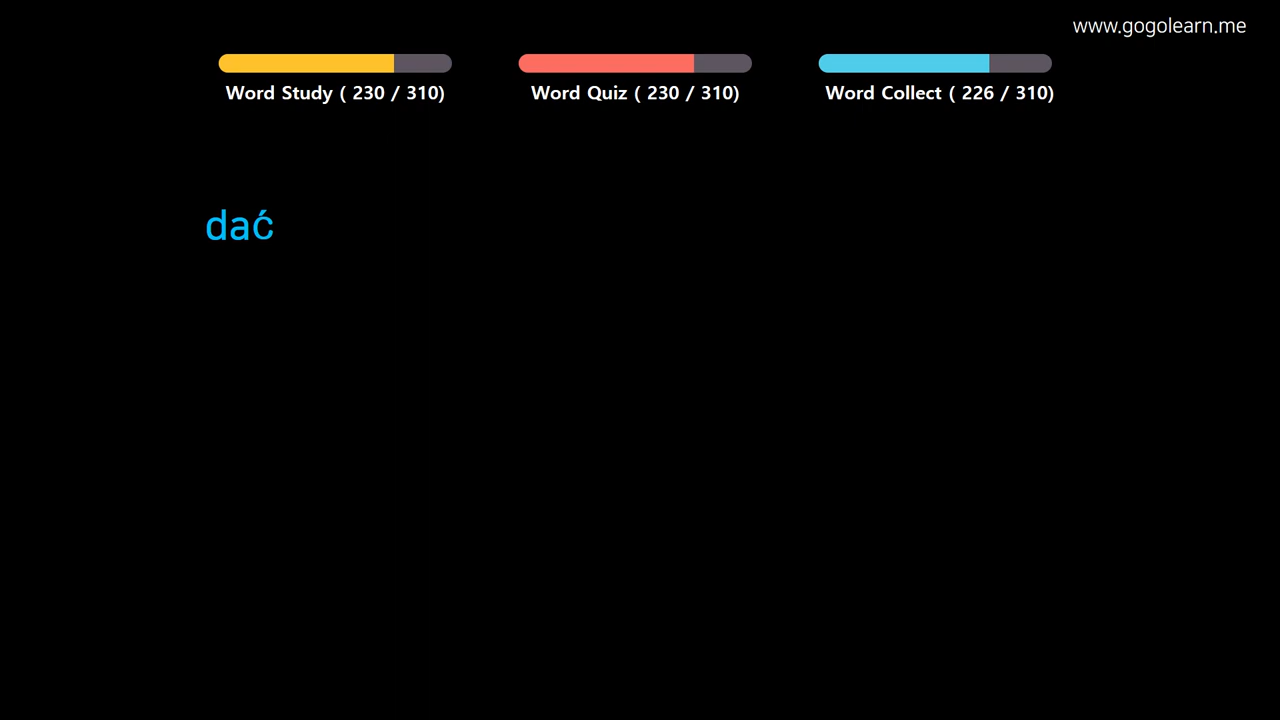 www.gogolearn.me
Word Study ( 230 / 310)
Word Quiz ( 230 / 310)
Word Collect ( 226 / 310)
dać